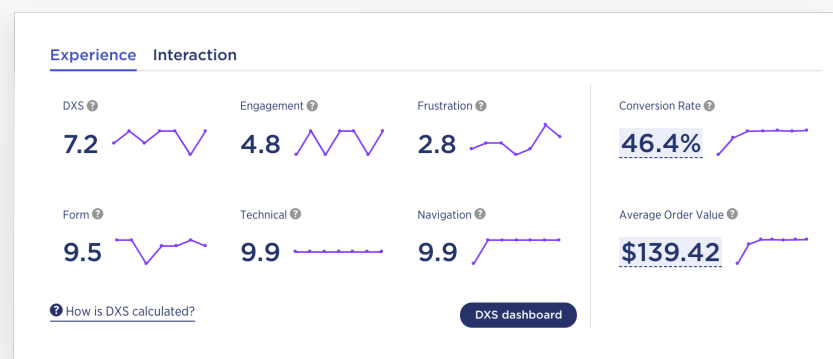 Experience Interaction
DXS ? Engagement ? Frustration ? Conversion Rate ?
7.2 4.8 2.8 46.4%
Form ? Technical ? Navigation ? Average Order Value ?
9.5 9.9 9.9 $139.42
? How is DXS calculated? DXS dashboard